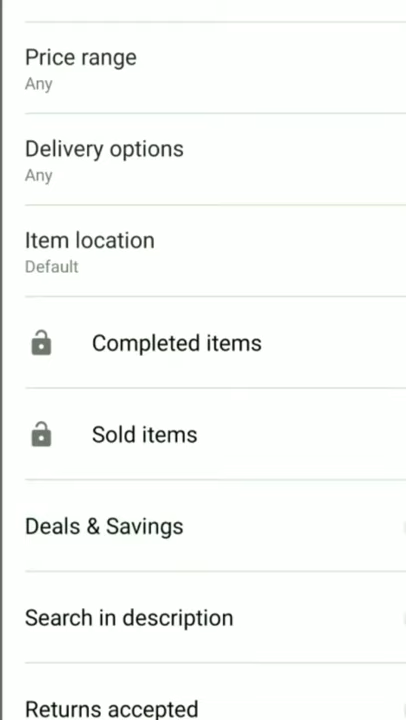 Price range
Any
Delivery options
Any
Item location
Default
Completed items
Sold items
Deals & Savings
Search in description
Returns accepted